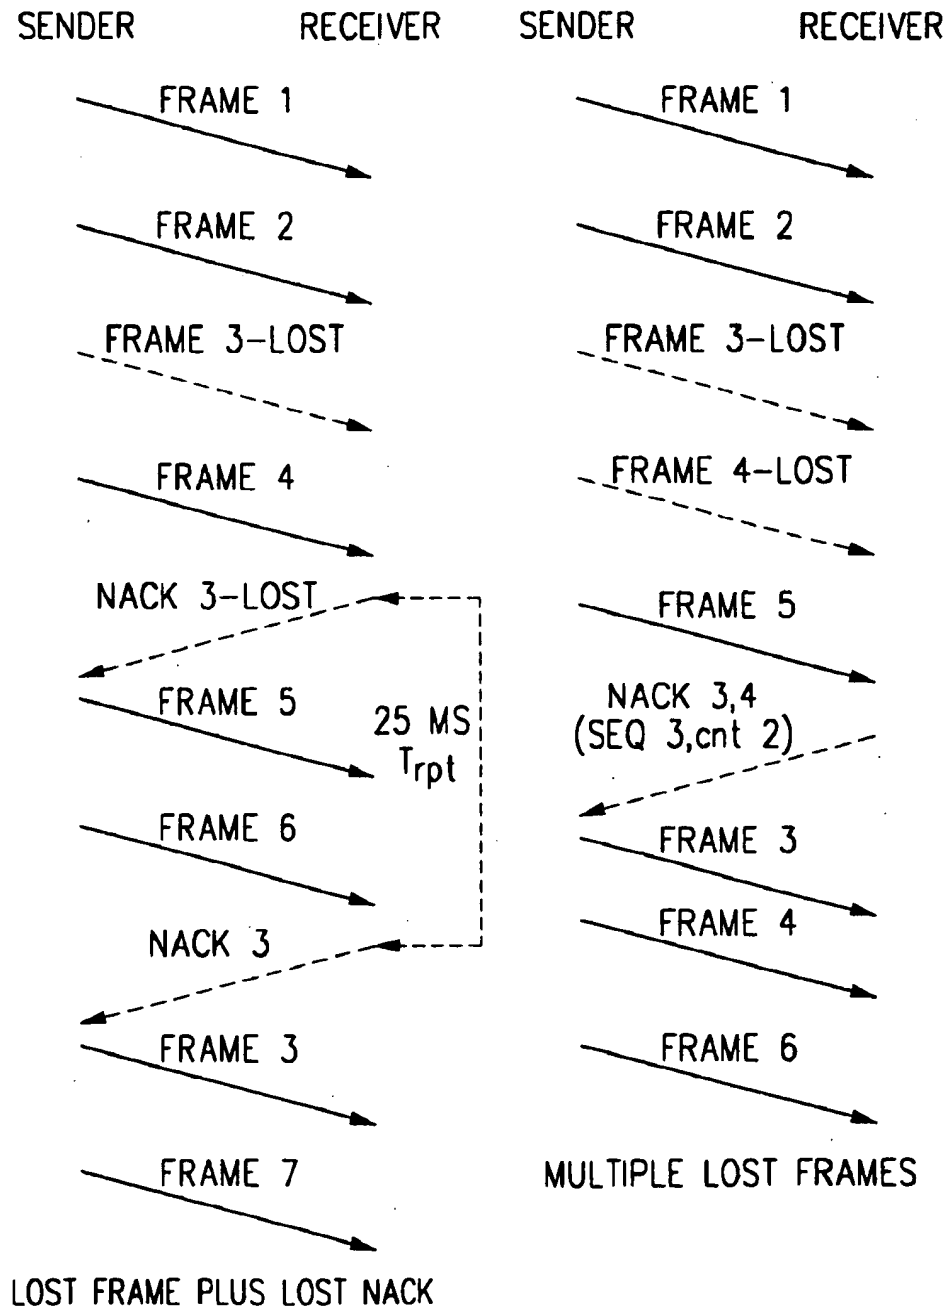 SENDER RECEIVER
FRAME 1
FRAME 2
FRAME 3-LOST
FRAME 4
NACK 3-LOST
FRAME 5
25 MS
Trpt
FRAME 6
NACK 3
FRAME 3
FRAME 7
LOST FRAME PLUS LOST NACK
SENDER RECEIVER
FRAME 1
FRAME 2
FRAME 3-LOST
FRAME 4-LOST
FRAME 5
NACK 3,4
(SEQ 3,cnt 2)
FRAME 3
FRAME 4
FRAME 6
MULTIPLE LOST FRAMES